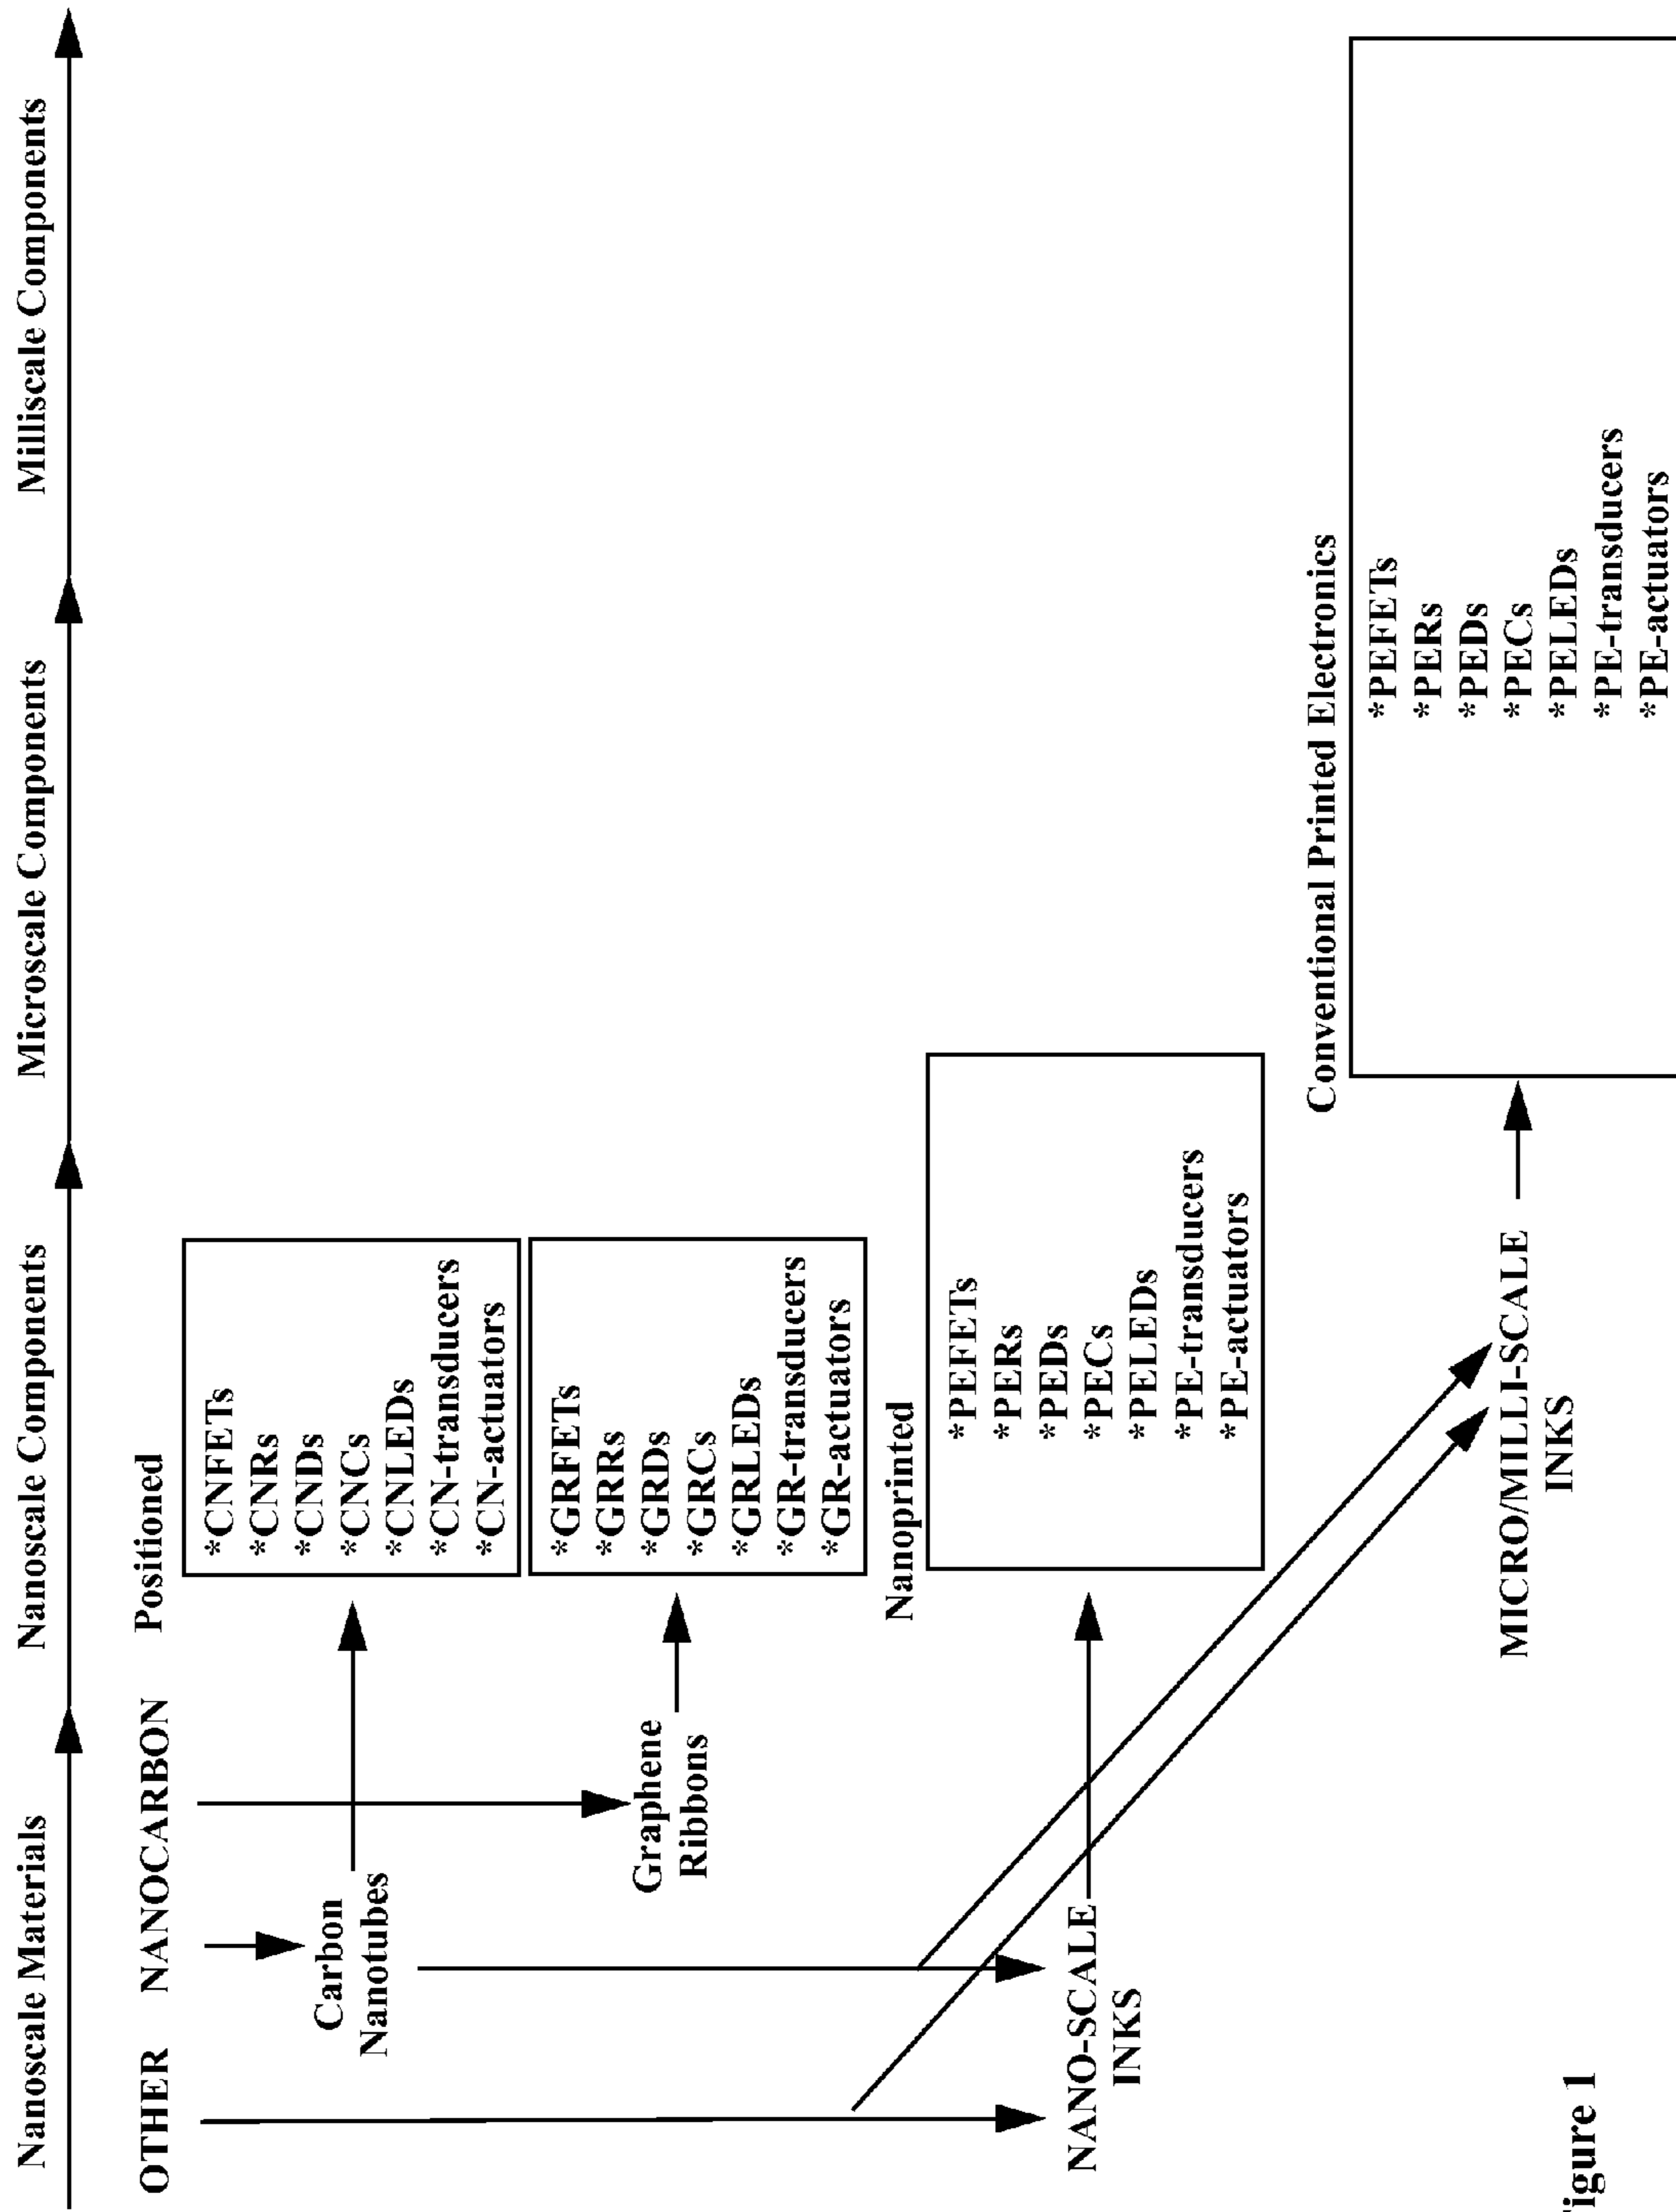 Nanoscale Materials
Nanoscale Components
Microscale Components
Milliscale Components
OTHER
NANOCARBON
Positioned
Carbon
Nanotubes
*CNFETs
*CNRs
*CNDs
*CNCs
*CNLEDs
*CN-transducers
*CN-actuators
Graphene
Ribbons
*GRFETs
*GRRs
*GRDs
*GRCs
*GRLEDs
*GR-transducers
*GR-actuators
Nanoprinted
NANO-SCALE
INKS
*PEFETs
*PERs
*PEDs
*PECs
*PELEDs
*PE-transducers
*PE-actuators
Conventional Printed Electronics
MICRO/MILLI-SCALE
INKS
*PEFETs
*PERs
*PEDs
*PECs
*PELEDs
*PE-transducers
*PE-actuators
igure 1